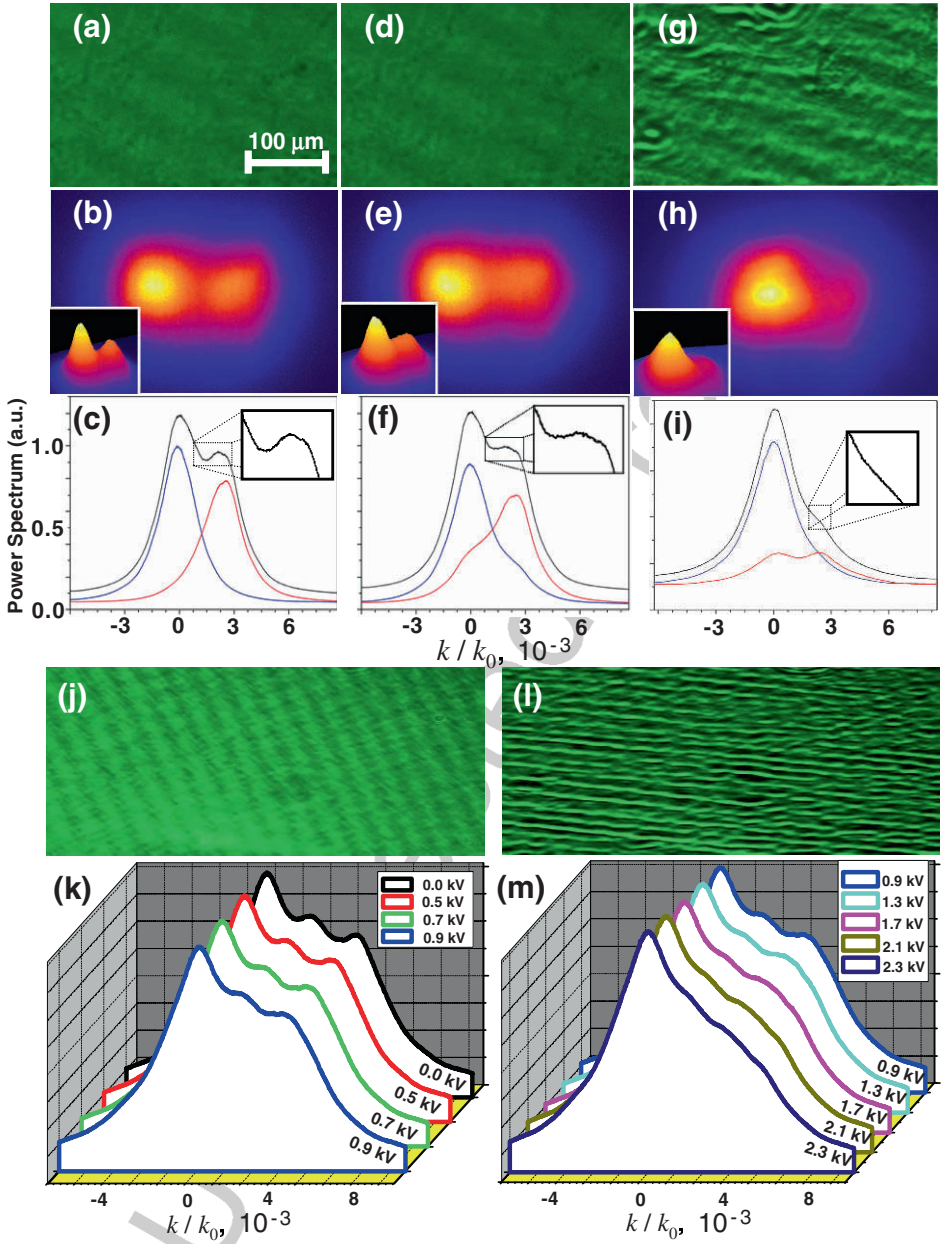 (a)
(d)
(g)
100 μm
(b)
(e)
(h)
(c)
(f)
(i)
Power Spectrum (a.u.)
1.0
0.5
0.0
-3 0 3 6
-3 0 3 6
-3 0 3 6
k / k0, 10-3
(j)
(l)
(k)
0.0 kV
0.5 kV
0.7 kV
0.9 kV
0.0 kV
0.5 kV
0.7 kV
0.9 kV
-4 0 4 8
k / k0, 10-3
(m)
0.9 kV
1.3 kV
1.7 kV
2.1 kV
2.3 kV
0.9 kV
1.3 kV
1.7 kV
2.1 kV
2.3 kV
-4 0 4 8
k / k0, 10-3